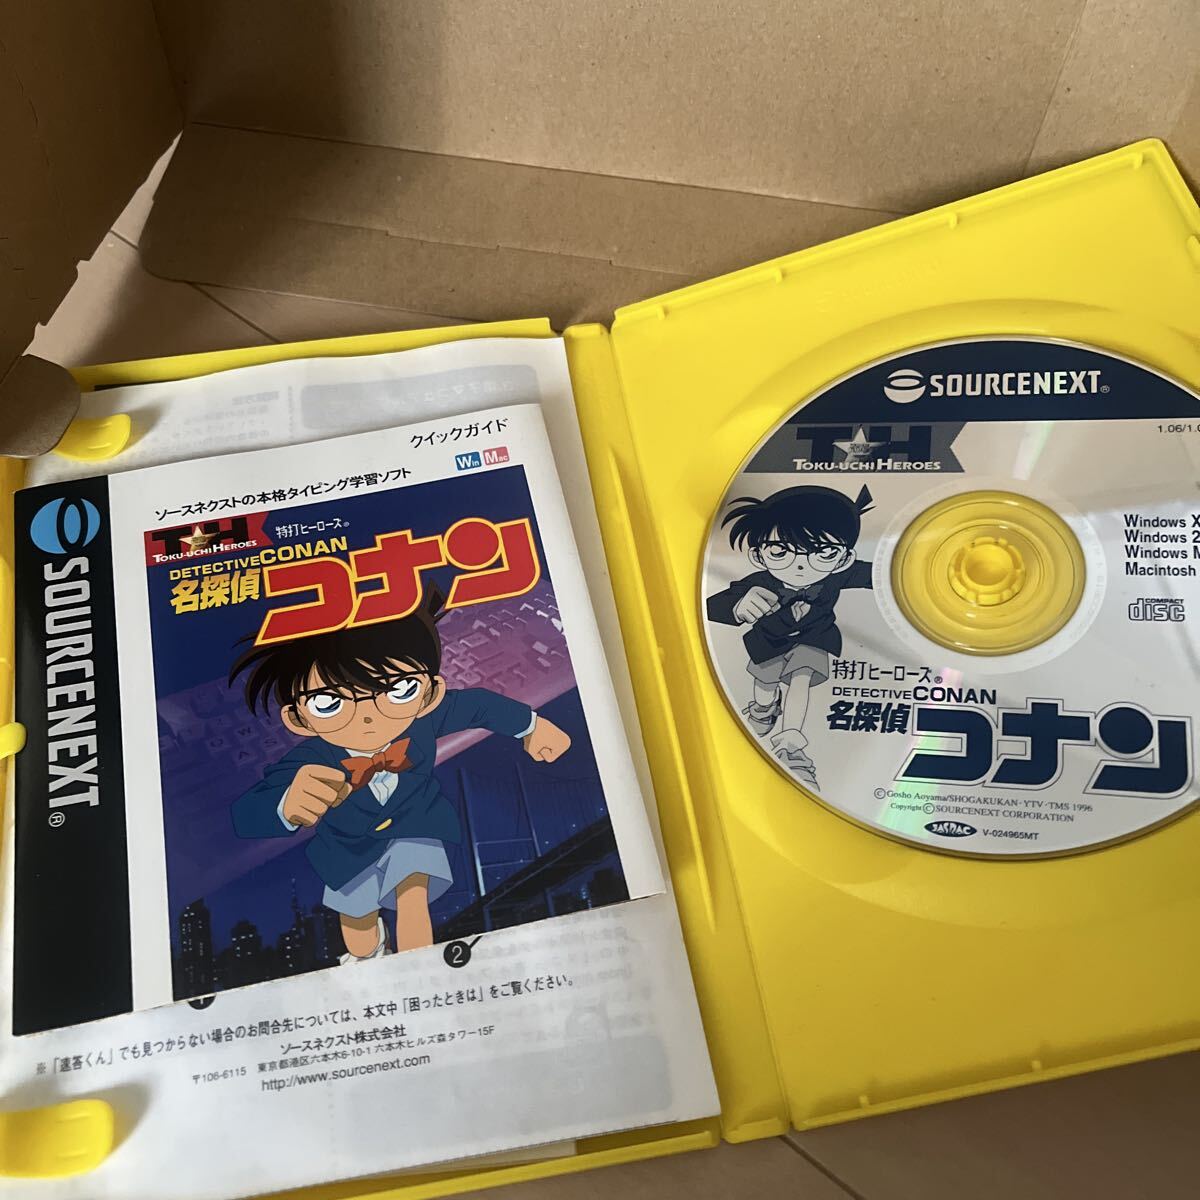 クイックガイド
Win Mac
ソースネクストの本格タイピング学習ソフト
TH
TOKU-UCHI HEROES
特打ヒーローズ®
DETECTIVE CONAN
名探偵
コナン
SOURCENEXT®
2
※「速答くん」でも見つからない場合のお問合先については、本文中「困ったときは」をご覧ください。
ソースネクスト株式会社
〒106-6115 東京都港区六本木6-10-1 六本木ヒルズ森タワー15F
http://www.sourcenext.com
SOURCENEXT®
TH
TOKU-UCHI HEROES
1.06/1.0
Windows X
Windows 2
Windows M
Macintosh
COMPACT
disc
特打ヒーローズ®
DETECTIVE CONAN
名探偵
コナン
©Gosho Aoyama/SHOGAKUKAN・YTV・TMS 1996
Copyright ©SOURCENEXT CORPORATION
JASRAC V-024965MT